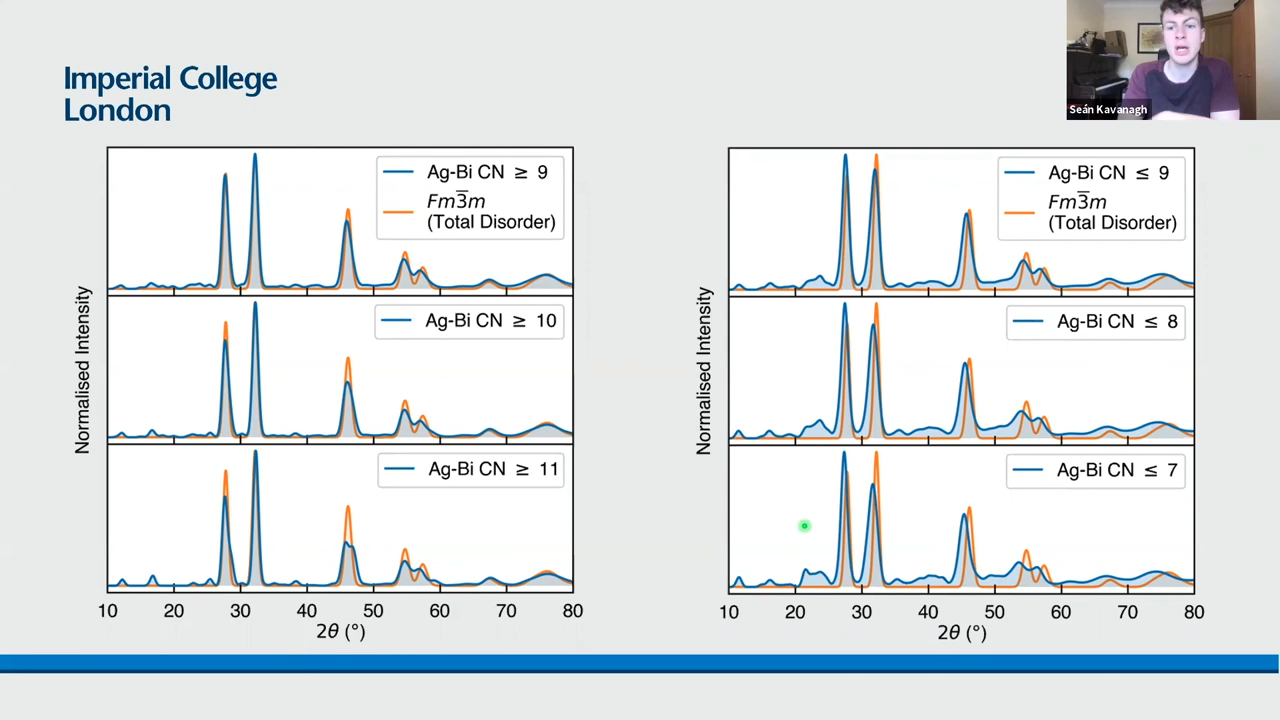 Imperial College
London
Seán Kavanagh
Ag-Bi CN ≥ 9
Fm3̅m
(Total Disorder)
Ag-Bi CN ≥ 10
Ag-Bi CN ≥ 11
Normalised Intensity
10 20 30 40 50 60 70 80
2θ (°)
Ag-Bi CN ≤ 9
Fm3̅m
(Total Disorder)
Ag-Bi CN ≤ 8
Ag-Bi CN ≤ 7
Normalised Intensity
10 20 30 40 50 60 70 80
2θ (°)